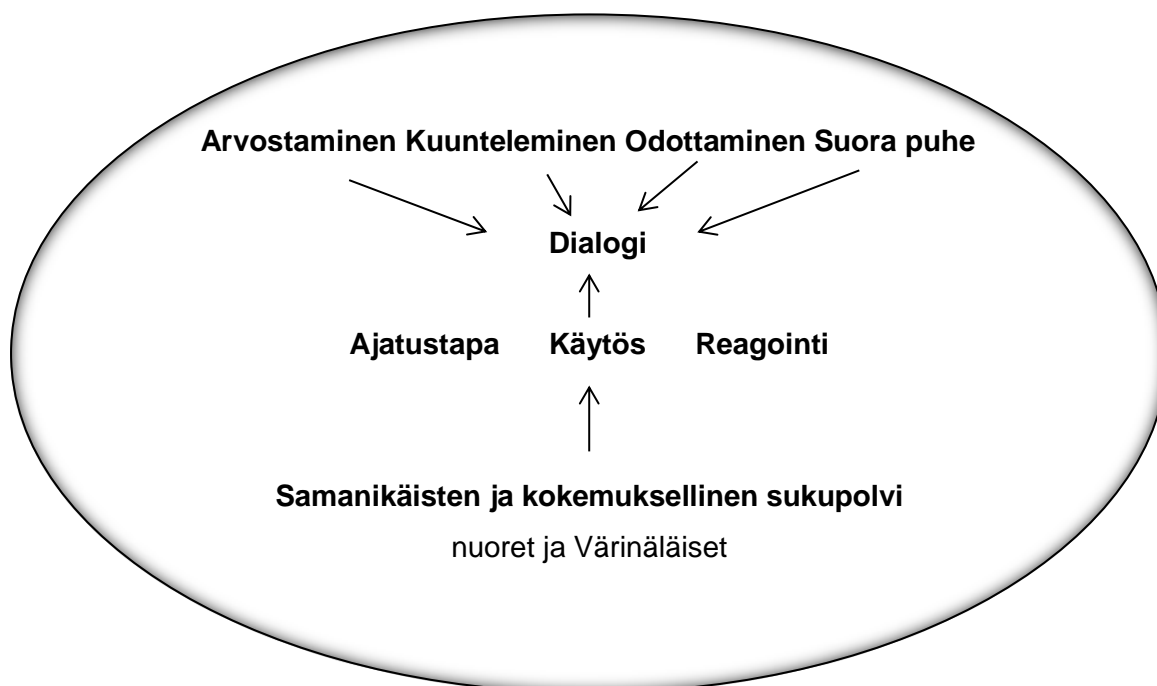 Arvostaminen Kuunteleminen Odottaminen Suora puhe
Dialogi
Ajatustapa Käytös Reagointi
Samanikäisten ja kokemuksellinen sukupolvi
nuoret ja Värinäläiset